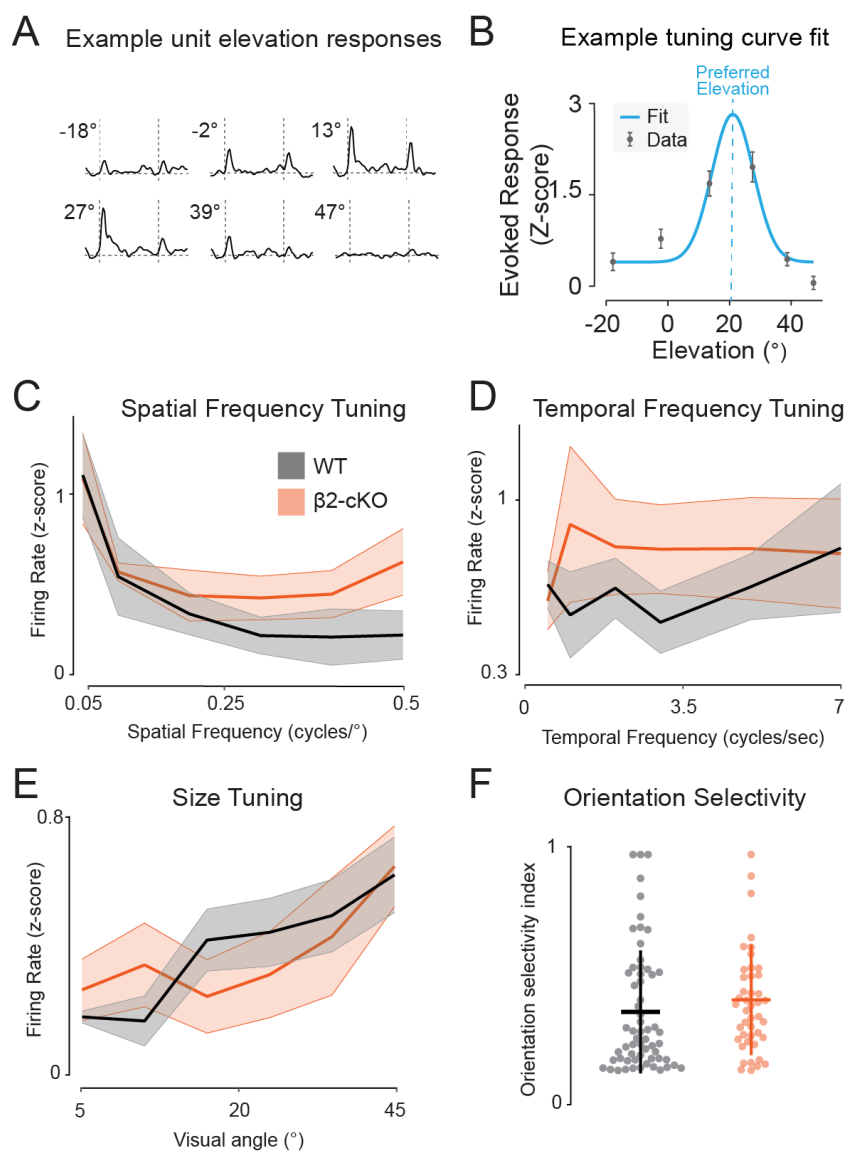 A Example unit elevation responses
-18° -2° 13°
27° 39° 47°
B Example tuning curve fit
Preferred
Elevation
Fit
Data
Evoked Response
(Z-score)
3
1.5
0
-20 0 20 40
Elevation (°)
C Spatial Frequency Tuning
WT
β2-cKO
Firing Rate (z-score)
1
0
0.05 0.25 0.5
Spatial Frequency (cycles/°)
D Temporal Frequency Tuning
Firing Rate (z-score)
1
0.3
0 3.5 7
Temporal Frequency (cycles/sec)
E Size Tuning
Firing Rate (z-score)
0.8
0
5 20 45
Visual angle (°)
F Orientation Selectivity
Orientation selectivity index
1
0